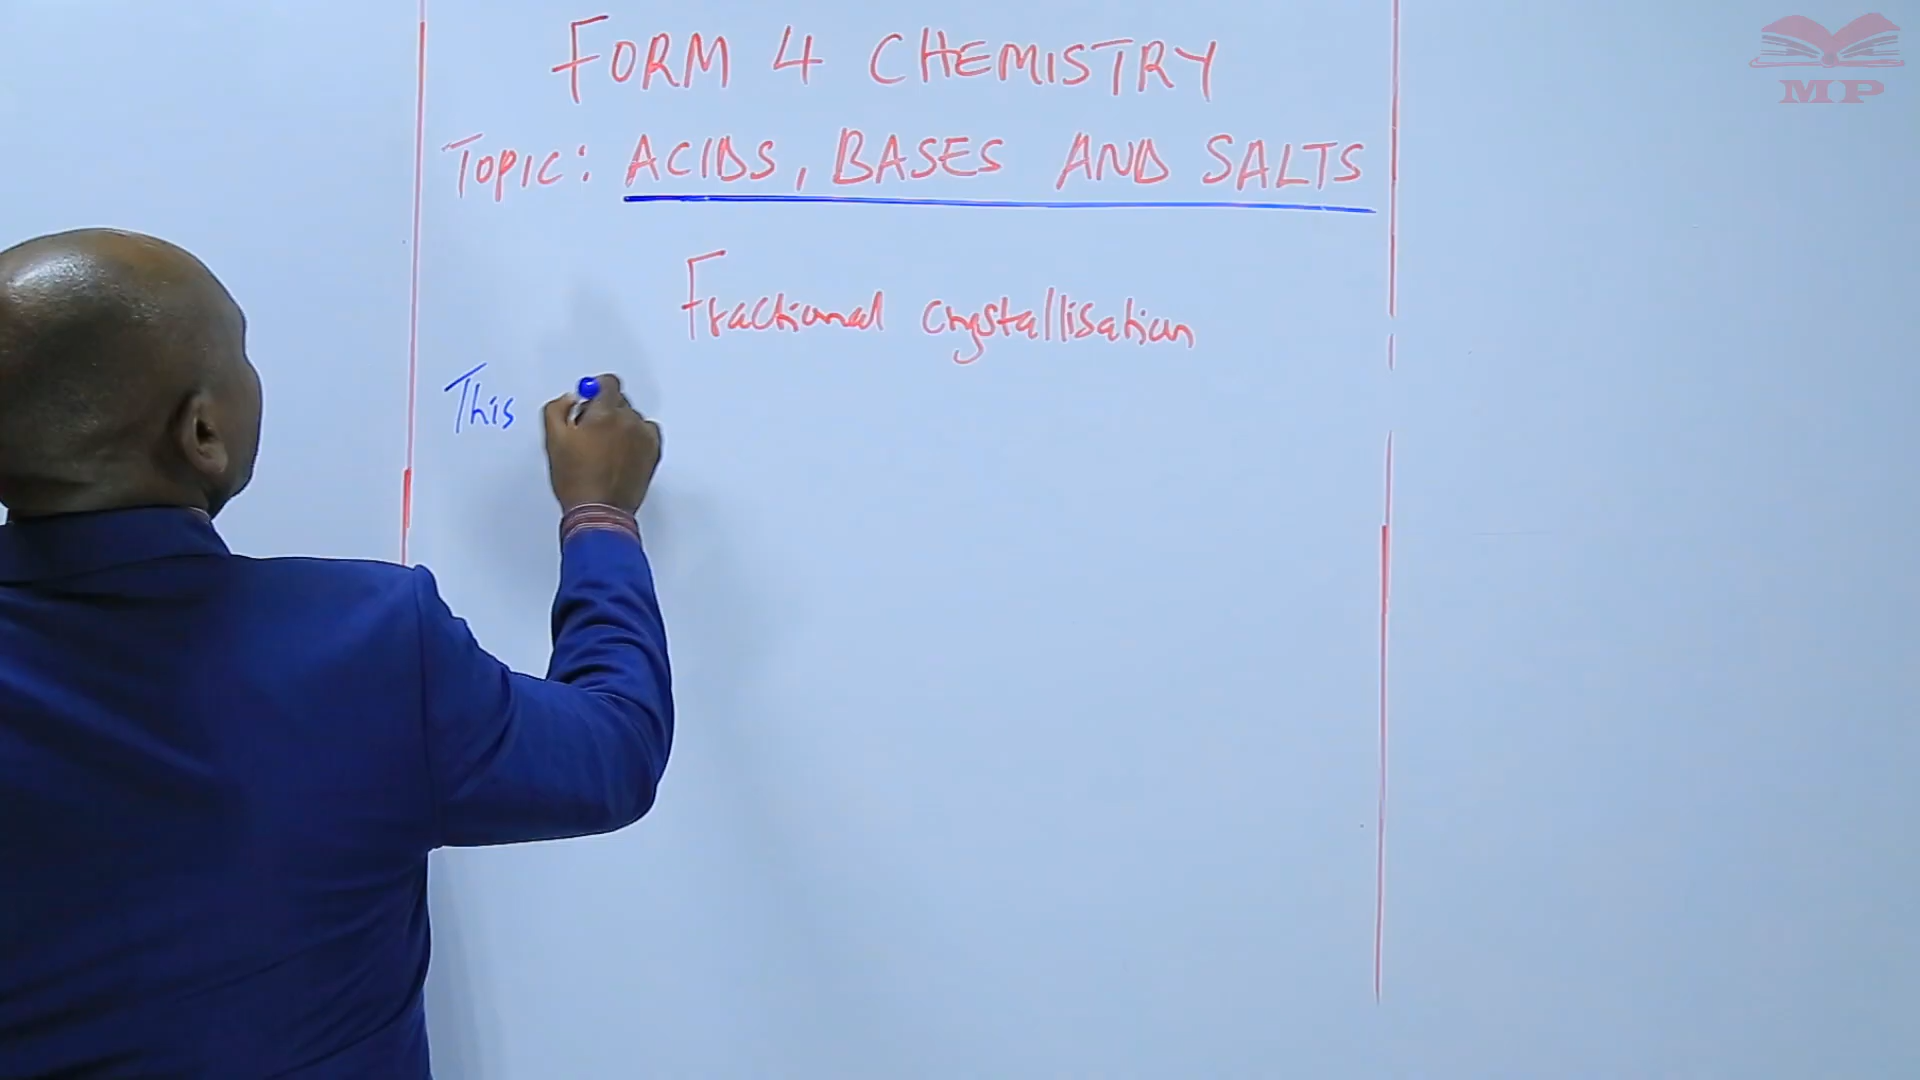 FORM 4 CHEMISTRY
TOPIC: ACIDS, BASES AND SALTS
Fractional crystallisation
This
MP